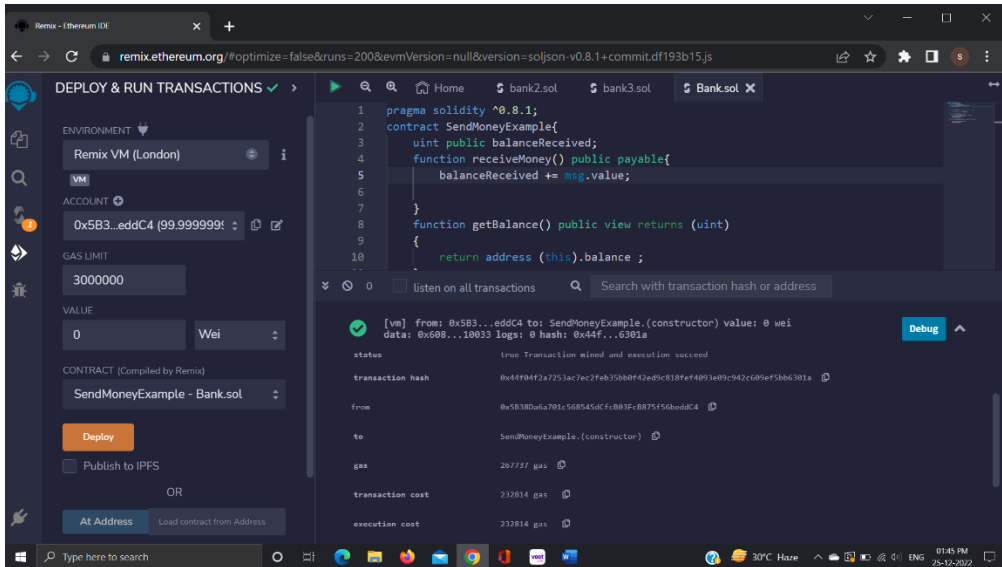 Remix - Ethereum IDE
remix.ethereum.org/#optimize=false&runs=200&evmVersion=null&version=soljson-v0.8.1+commit.df193b15.js
S
DEPLOY & RUN TRANSACTIONS
ENVIRONMENT
Remix VM (London)
VM
ACCOUNT
0x5B3...eddC4 (99.9999999
GAS LIMIT
3000000
VALUE
0 Wei
CONTRACT (Compiled by Remix)
SendMoneyExample - Bank.sol
Deploy
Publish to IPFS
OR
At Address Load contract from Address
Home bank2.sol bank3.sol Bank.sol
1 pragma solidity ^0.8.1;
2 contract SendMoneyExample{
3 uint public balanceReceived;
4 function receiveMoney() public payable{
5 balanceReceived += msg.value;
6
7 }
8 function getBalance() public view returns (uint)
9 {
10 return address (this).balance ;
0 listen on all transactions Search with transaction hash or address
[vm] from: 0x5B3...eddC4 to: SendMoneyExample.(constructor) value: 0 wei
data: 0x608...10033 logs: 0 hash: 0x44f...6301a
Debug
status true Transaction mined and execution succeed
transaction hash 0x44f04f2a7253ac7ec2feb35bb0f42ed9c818fef4093e09c942c609ef5bb6301a
from 0x5B38Da6a701c568545dCfcB03FcB875f56beddC4
to SendMoneyExample.(constructor)
gas 267737 gas
transaction cost 232814 gas
execution cost 232814 gas
Type here to search
voot
30°C Haze
ENG
01:45 PM
25-12-2022